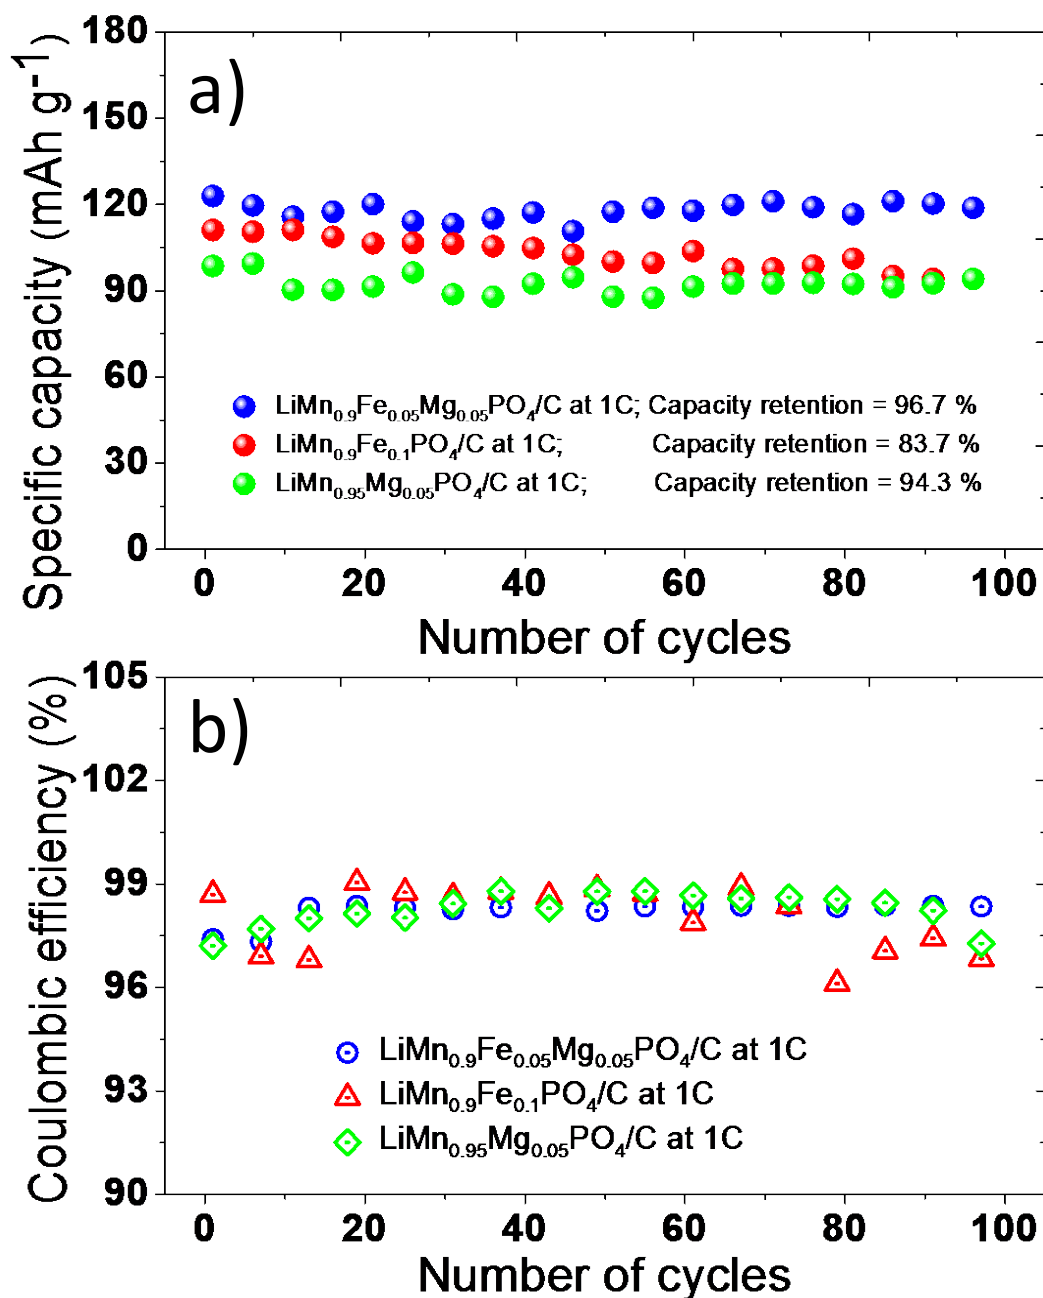 180
150
120
90
60
30
0
Specific capacity (mAh g⁻¹)
a)
LiMn₀.₉Fe₀.₀₅Mg₀.₀₅PO₄/C at 1C; Capacity retention = 96.7 %
LiMn₀.₉Fe₀.₁PO₄/C at 1C; Capacity retention = 83.7 %
LiMn₀.₉₅Mg₀.₀₅PO₄/C at 1C; Capacity retention = 94.3 %
0 20 40 60 80 100
Number of cycles
105
102
99
96
93
90
Coulombic efficiency (%)
b)
LiMn₀.₉Fe₀.₀₅Mg₀.₀₅PO₄/C at 1C
LiMn₀.₉Fe₀.₁PO₄/C at 1C
LiMn₀.₉₅Mg₀.₀₅PO₄/C at 1C
0 20 40 60 80 100
Number of cycles